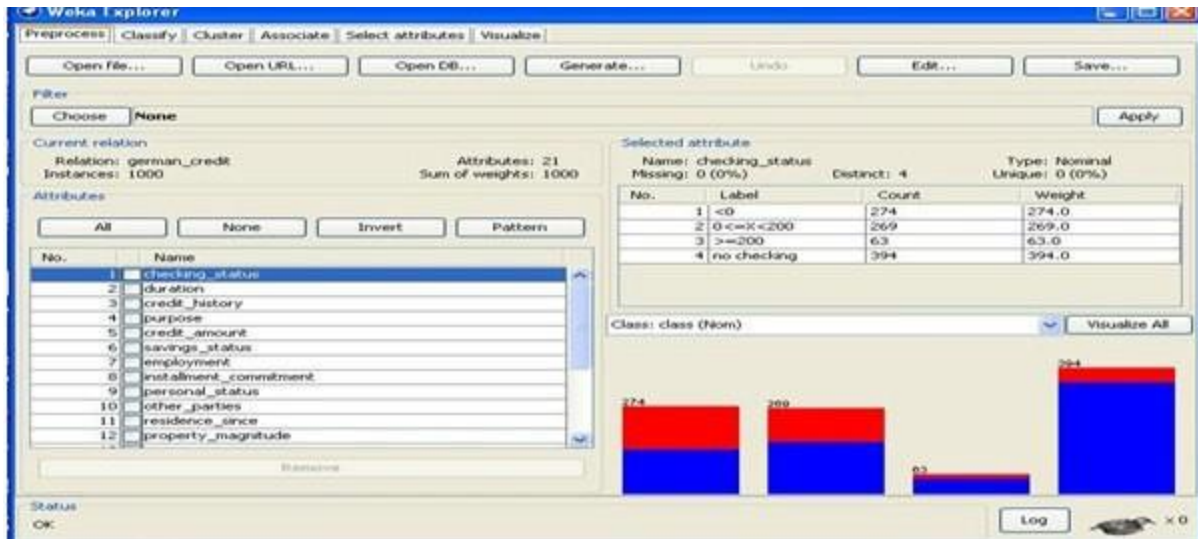 Weka Explorer
Preprocess Classify Cluster Associate Select attributes Visualize
Open file... Open URL... Open DB... Generate... Undo Edit... Save...
Filter
Choose None Apply
Current relation
Relation: german_credit Attributes: 21
Instances: 1000 Sum of weights: 1000
Attributes
All None Invert Pattern
No. Name
1 checking_status
2 duration
3 credit_history
4 purpose
5 credit_amount
6 savings_status
7 employment
8 installment_commitment
9 personal_status
10 other_parties
11 residence_since
12 property_magnitude
Remove
Selected attribute
Name: checking_status Type: Nominal
Missing: 0 (0%) Distinct: 4 Unique: 0 (0%)
No. Label Count Weight
1 <0 274 274.0
2 0<=X<200 269 269.0
3 >=200 63 63.0
4 no checking 394 394.0
Class: class (Nom) Visualize All
274 269 63 394
Status
OK Log x 0